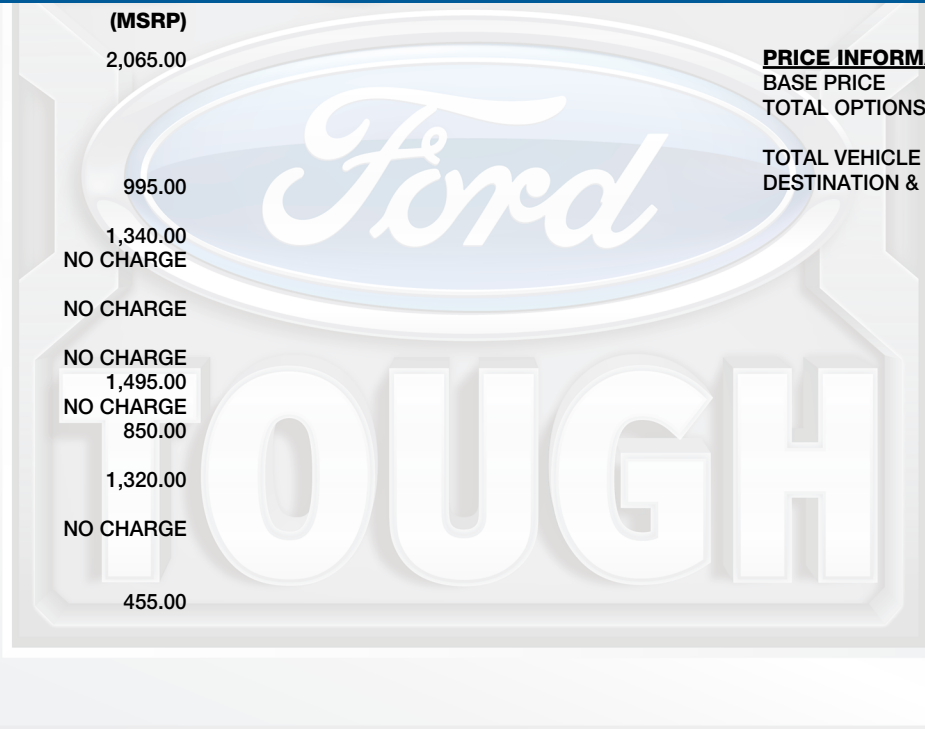 (MSRP)
2,065.00
995.00
1,340.00
NO CHARGE
NO CHARGE
NO CHARGE
1,495.00
NO CHARGE
850.00
1,320.00
NO CHARGE
455.00
PRICE INFORMA
BASE PRICE
TOTAL OPTIONS
TOTAL VEHICLE
DESTINATION &
Ford
TOUGH